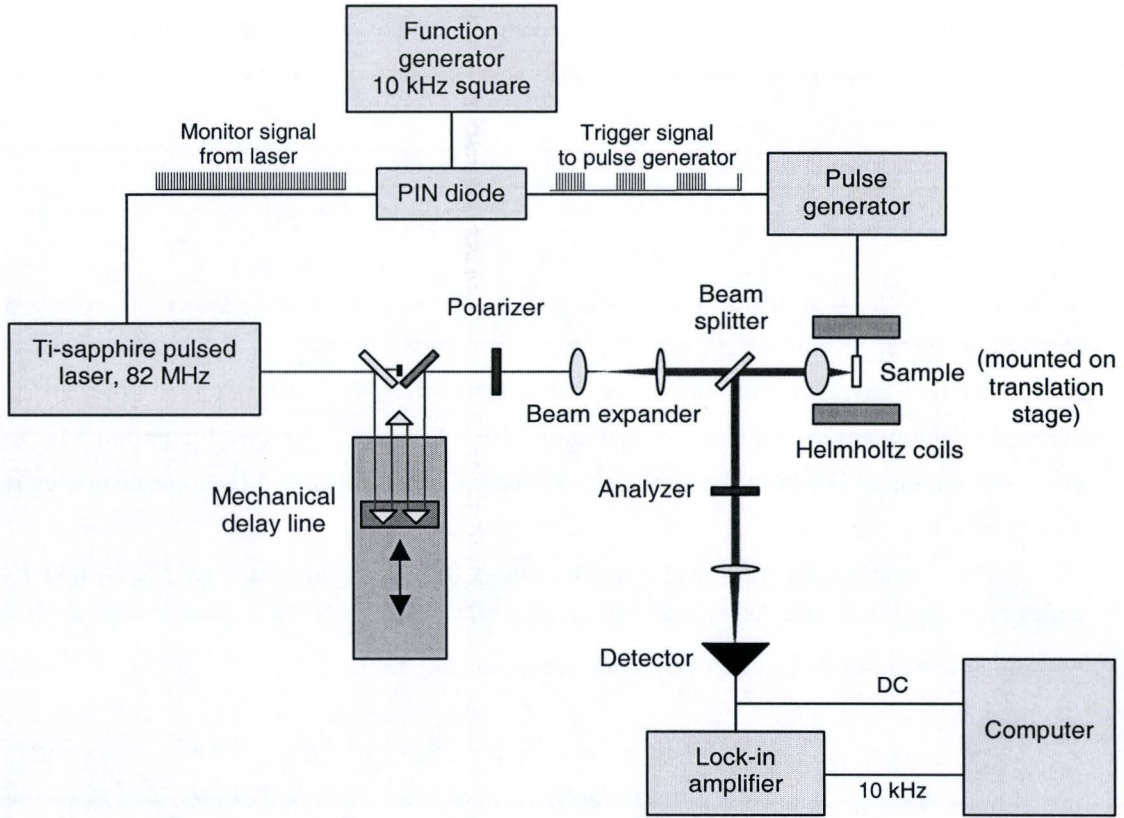 Function
generator
10 kHz square
Monitor signal
from laser
Trigger signal
to pulse generator
PIN diode
Pulse
generator
Polarizer
Beam
splitter
Ti-sapphire pulsed
laser, 82 MHz
Beam expander
Sample
(mounted on
translation
stage)
Helmholtz coils
Mechanical
delay line
Analyzer
Detector
DC
Computer
Lock-in
amplifier
10 kHz